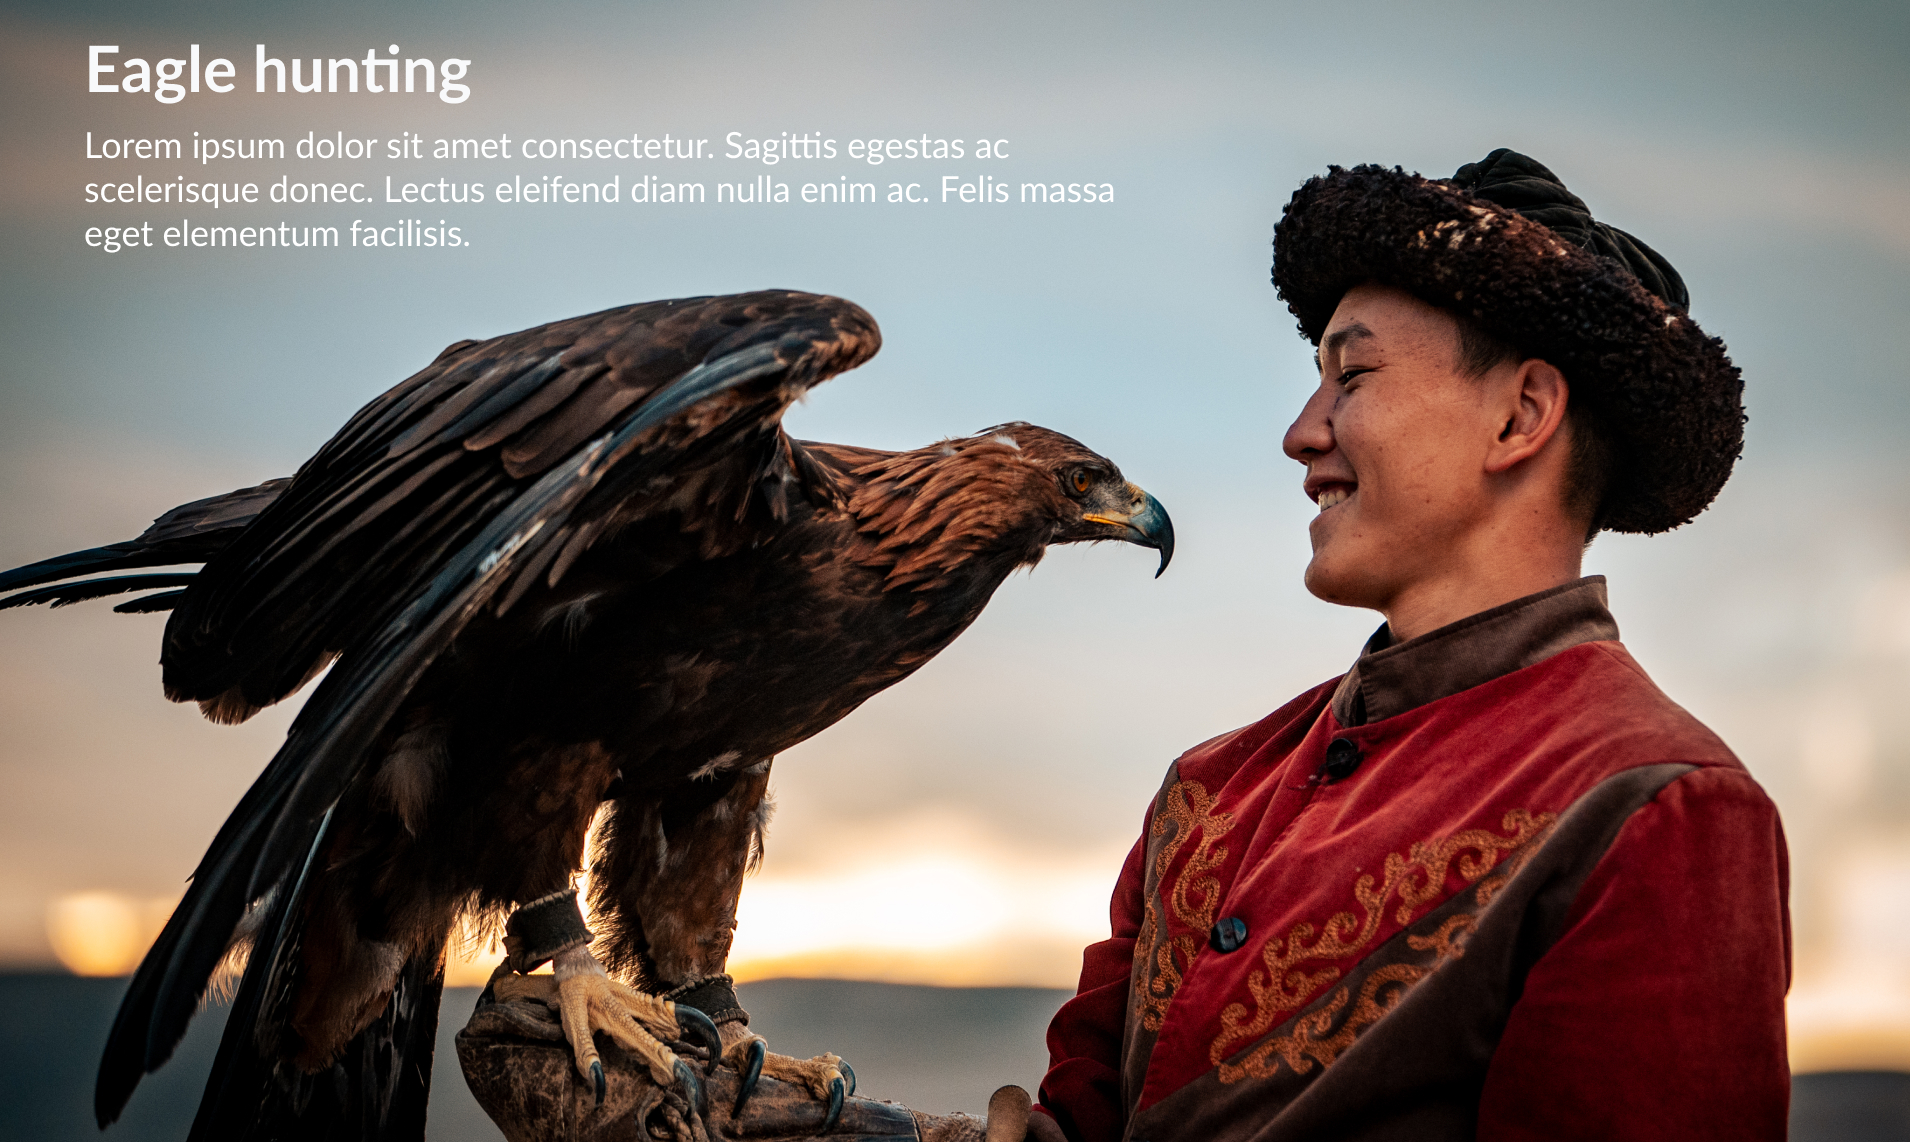 Eagle hunting
Lorem ipsum dolor sit amet consectetur. Sagittis egestas ac
scelerisque donec. Lectus eleifend diam nulla enim ac. Felis massa
eget elementum facilisis.